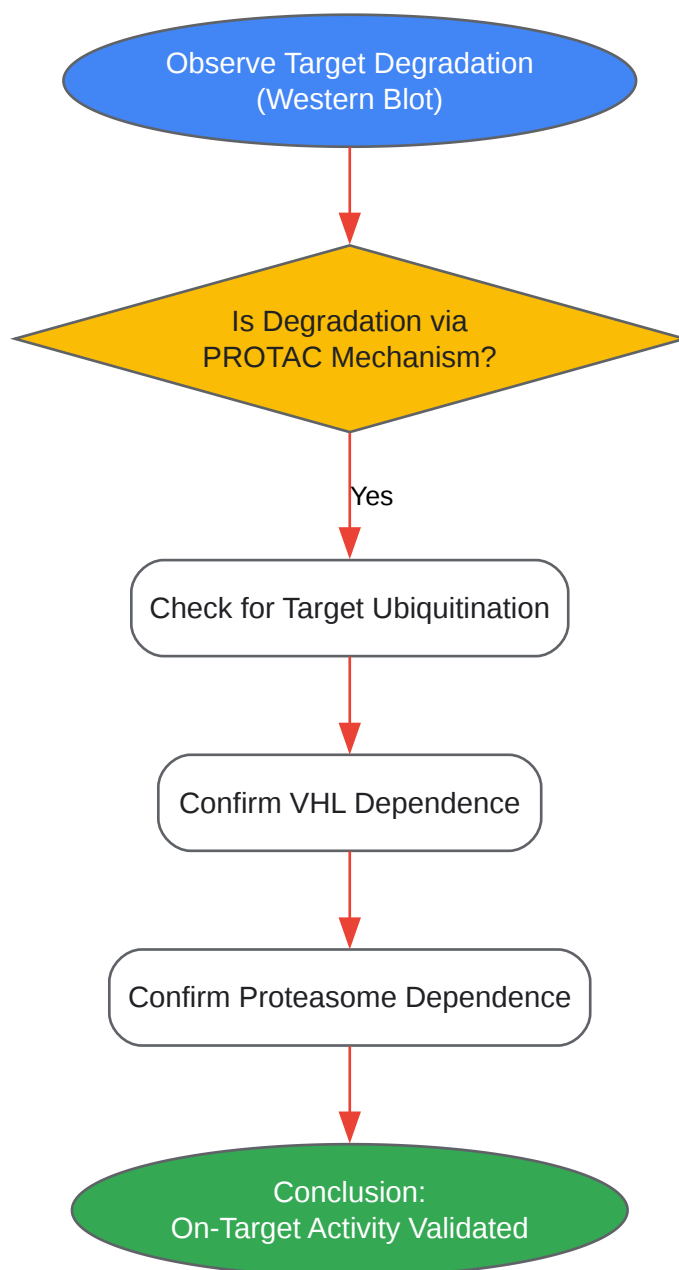 Observe Target Degradation
(Western Blot)
Is Degradation via
PROTAC Mechanism?
Yes
Check for Target Ubiquitination
Confirm VHL Dependence
Confirm Proteasome Dependence
Conclusion:
On-Target Activity Validated